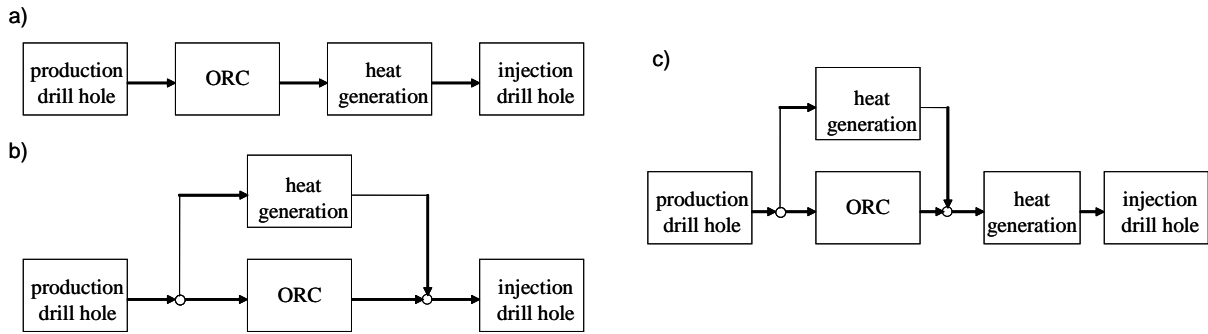 a)
production
drill hole
ORC
heat
generation
injection
drill hole
b)
heat
generation
production
drill hole
ORC
injection
drill hole
c)
heat
generation
production
drill hole
ORC
heat
generation
injection
drill hole